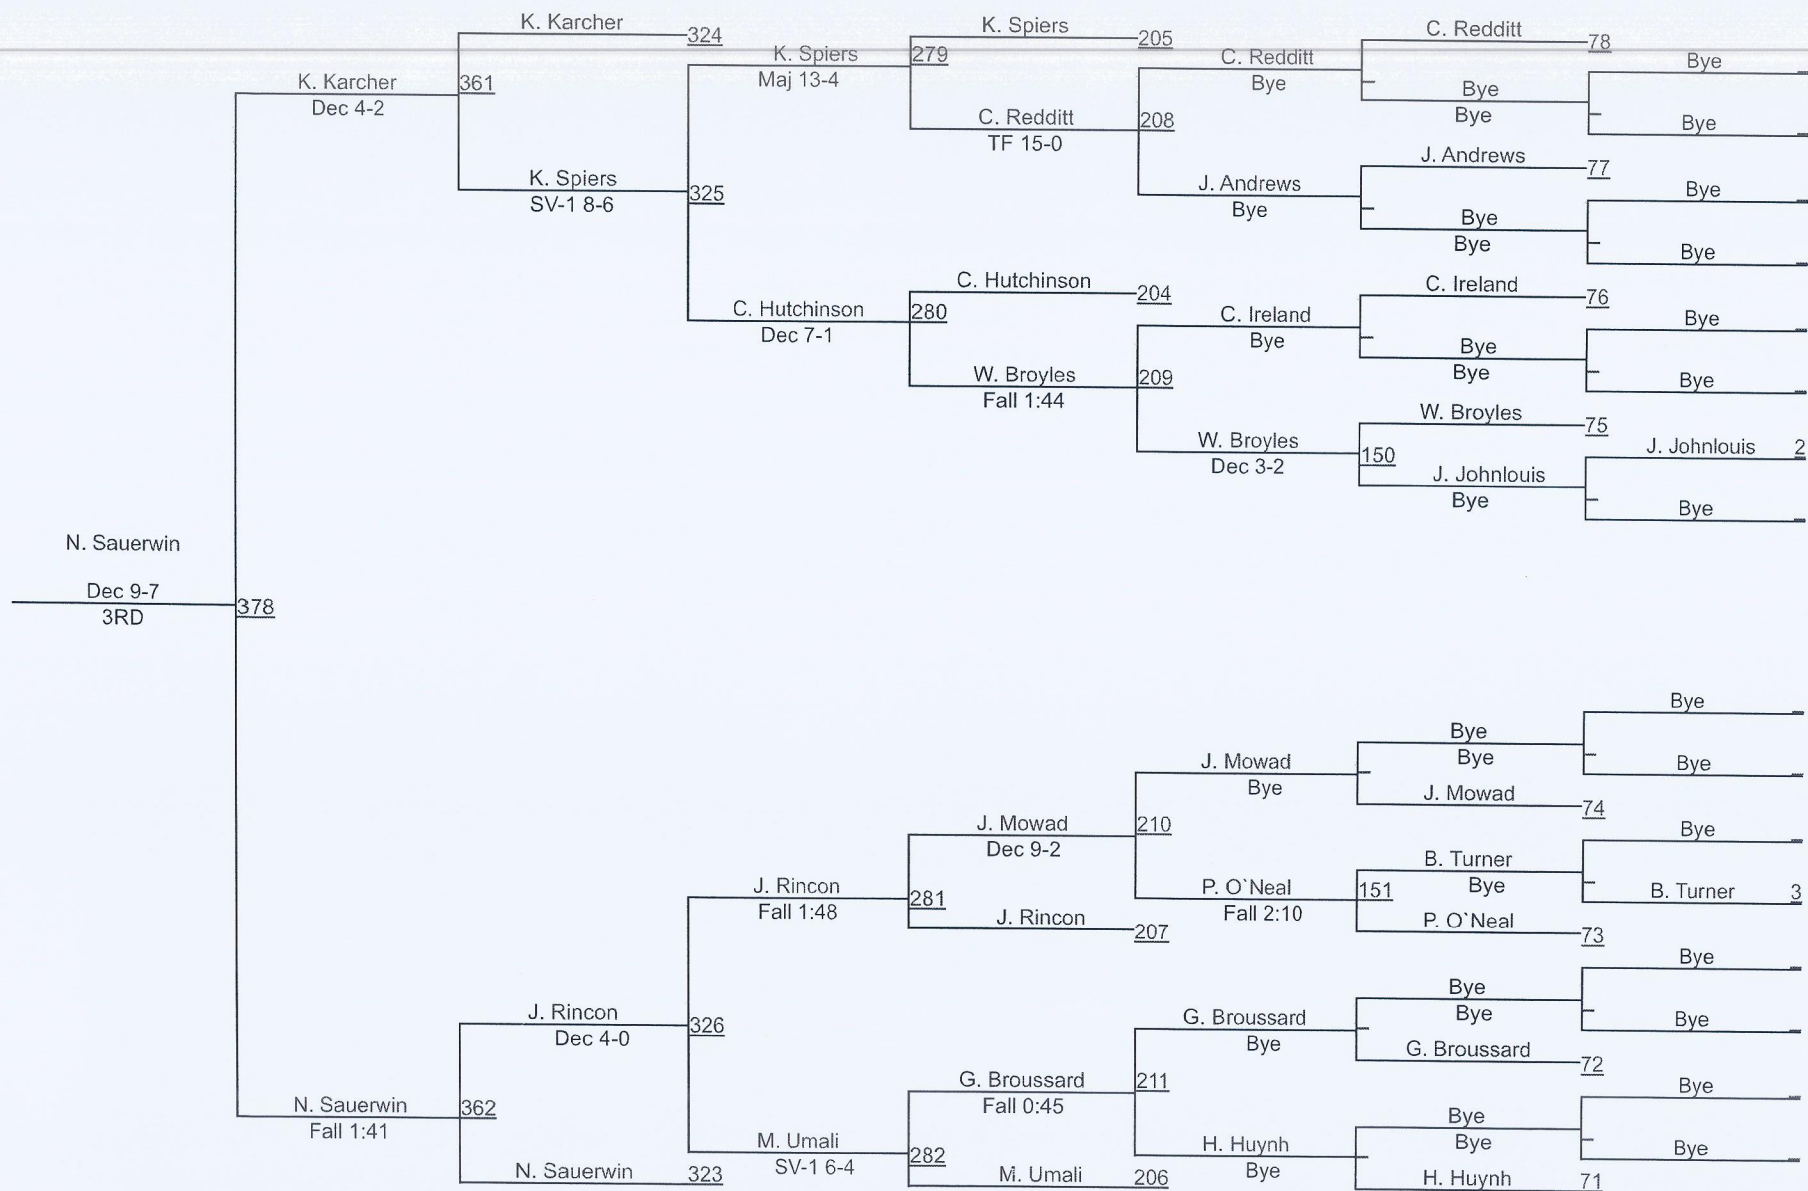 K. Karcher
324
K. Spiers
205
C. Redditt
78
K. Spiers
279
Maj 13-4
C. Redditt
Bye
Bye
K. Karcher
361
Dec 4-2
Bye
Bye
C. Redditt
208
TF 15-0
Bye
J. Andrews
77
K. Spiers
325
SV-1 8-6
J. Andrews
Bye
Bye
Bye
Bye
Bye
C. Hutchinson
204
C. Ireland
76
C. Hutchinson
280
Dec 7-1
C. Ireland
Bye
Bye
Bye
Bye
W. Broyles
209
Fall 1:44
Bye
W. Broyles
75
W. Broyles
150
Dec 3-2
J. Johnlouis 2
J. Johnlouis
Bye
Bye
N. Sauerwin
Dec 9-7
378
3RD
Bye
Bye
Bye
J. Mowad
Bye
Bye
J. Mowad
74
J. Mowad
210
Dec 9-2
Bye
B. Turner
Bye
J. Rincon
281
Fall 1:48
P. O`Neal
151
Fall 2:10
B. Turner 3
J. Rincon
207
P. O`Neal
73
Bye
Bye
Bye
J. Rincon
326
Dec 4-0
G. Broussard
Bye
Bye
G. Broussard
72
G. Broussard
211
Fall 0:45
Bye
N. Sauerwin
362
Fall 1:41
Bye
Bye
M. Umali
282
SV-1 6-4
H. Huynh
Bye
Bye
N. Sauerwin
323
M. Umali
206
H. Huynh
71